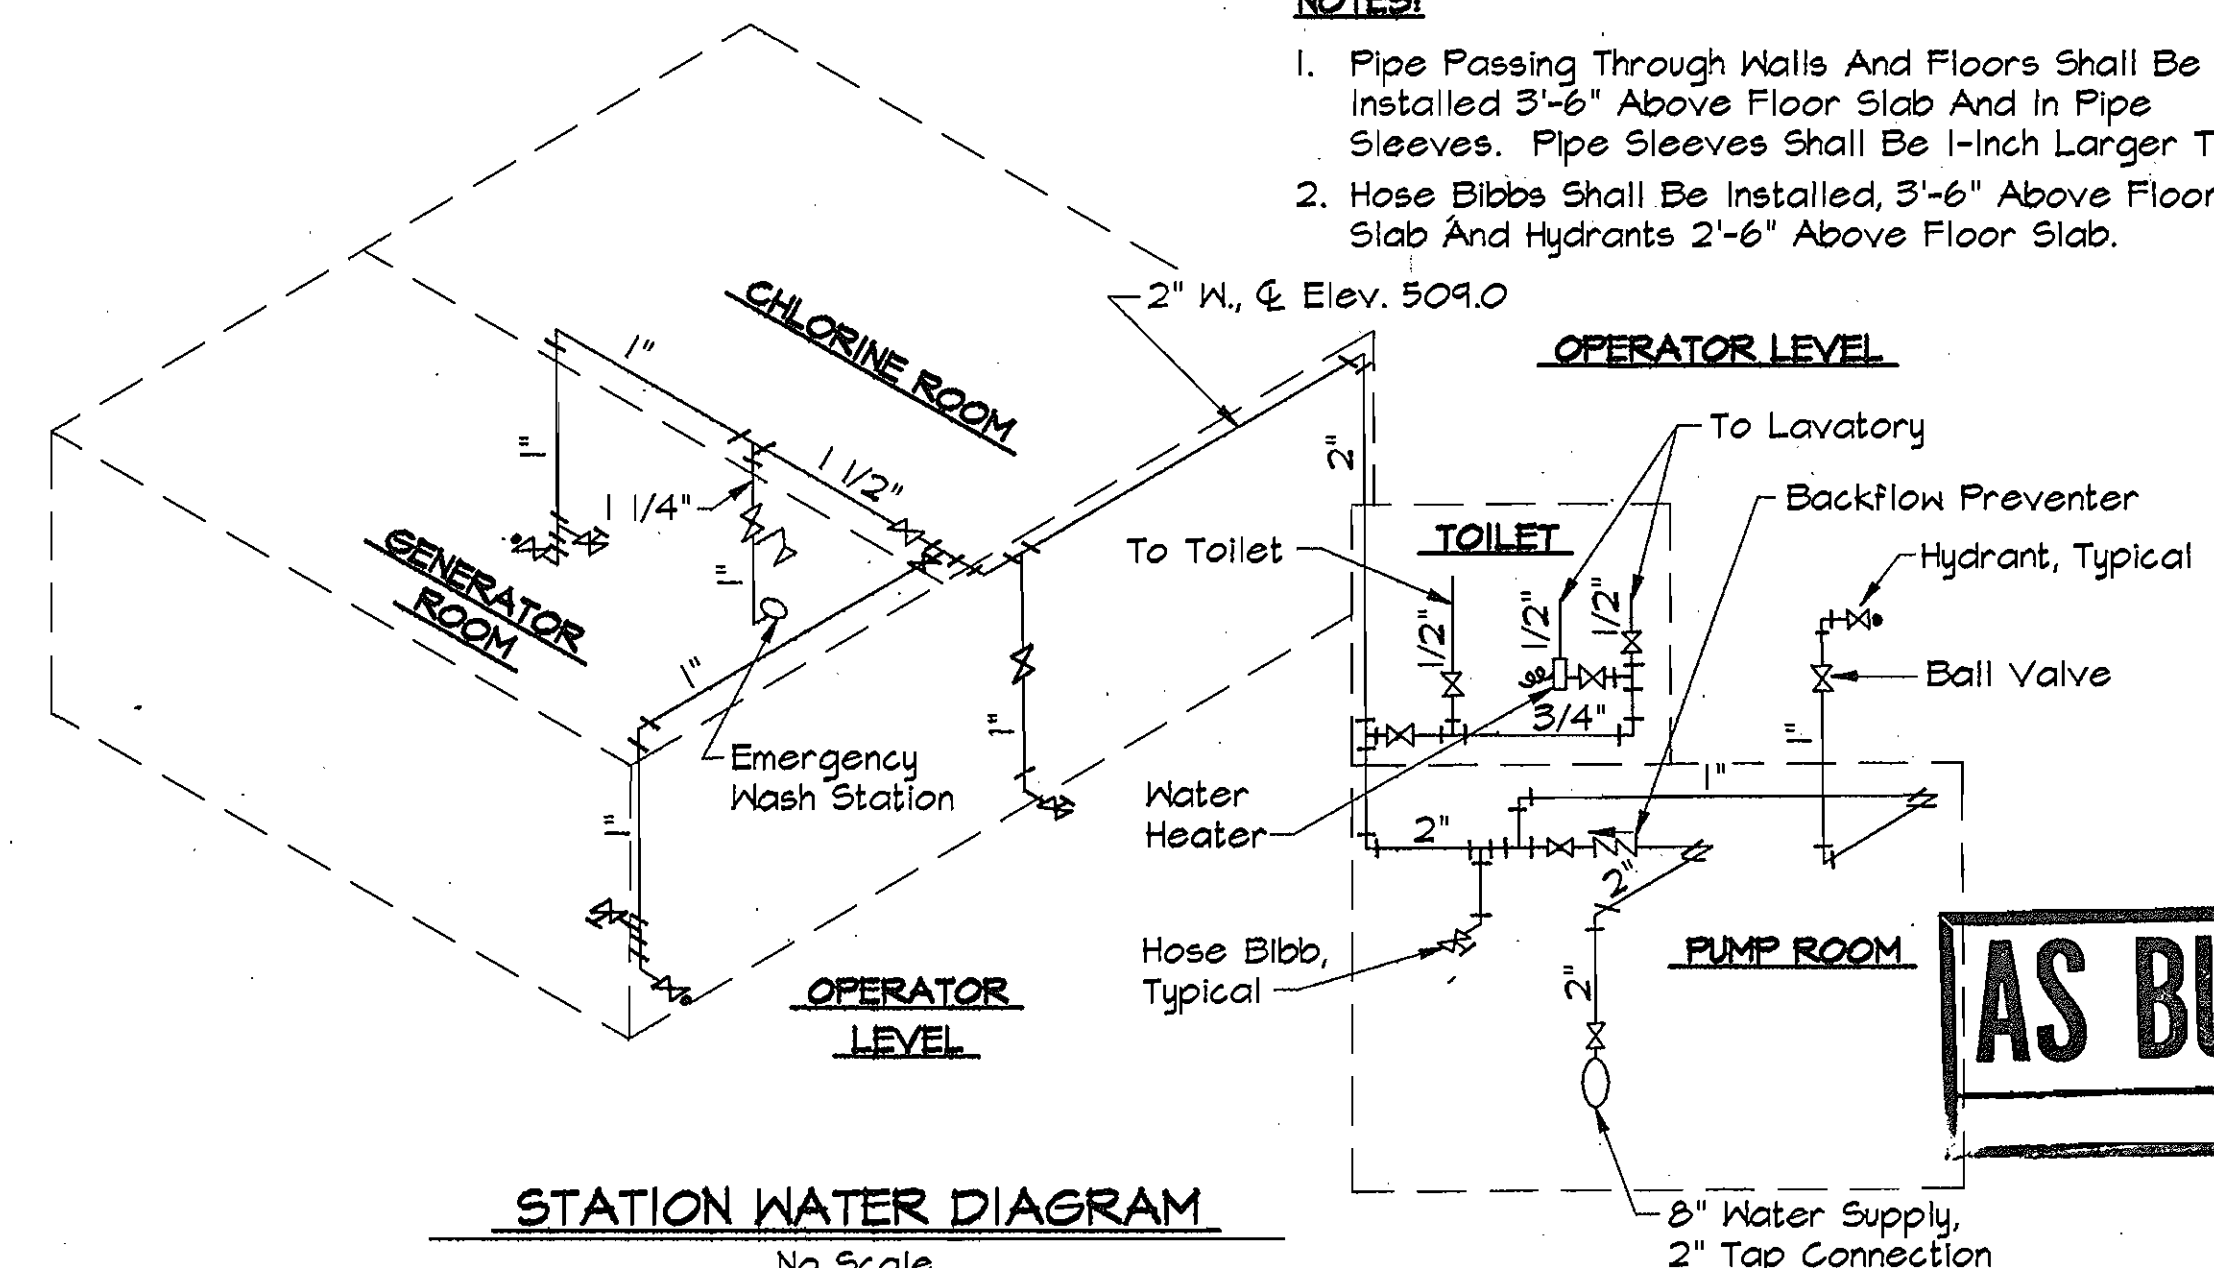 NOTES:
1. Pipe Passing Through Walls And Floors Shall Be
Installed 3'-6" Above Floor Slab And In Pipe
Sleeves. Pipe Sleeves Shall Be 1-Inch Larger
2. Hose Bibbs Shall Be Installed, 3'-6" Above Floor
Slab And Hydrants 2'-6" Above Floor Slab.
2" W., ℄ Elev. 509.0
CHLORINE ROOM
OPERATOR LEVEL
1"
To Lavatory
2"
1 1/2"
1"
1 1/4"
Backflow Preventer
TOILET
To Toilet
Hydrant, Typical
GENERATOR
ROOM
1"
1/2"
1/2"
1/2"
1"
Ball Valve
3/4"
1"
1"
Emergency
Wash Station
1"
Water
Heater
1"
2"
2"
Hose Bibb,
Typical
PUMP ROOM
2"
OPERATOR
LEVEL
AS
STATION WATER DIAGRAM
No Scale
8" Water Supply,
2" Tap Connection